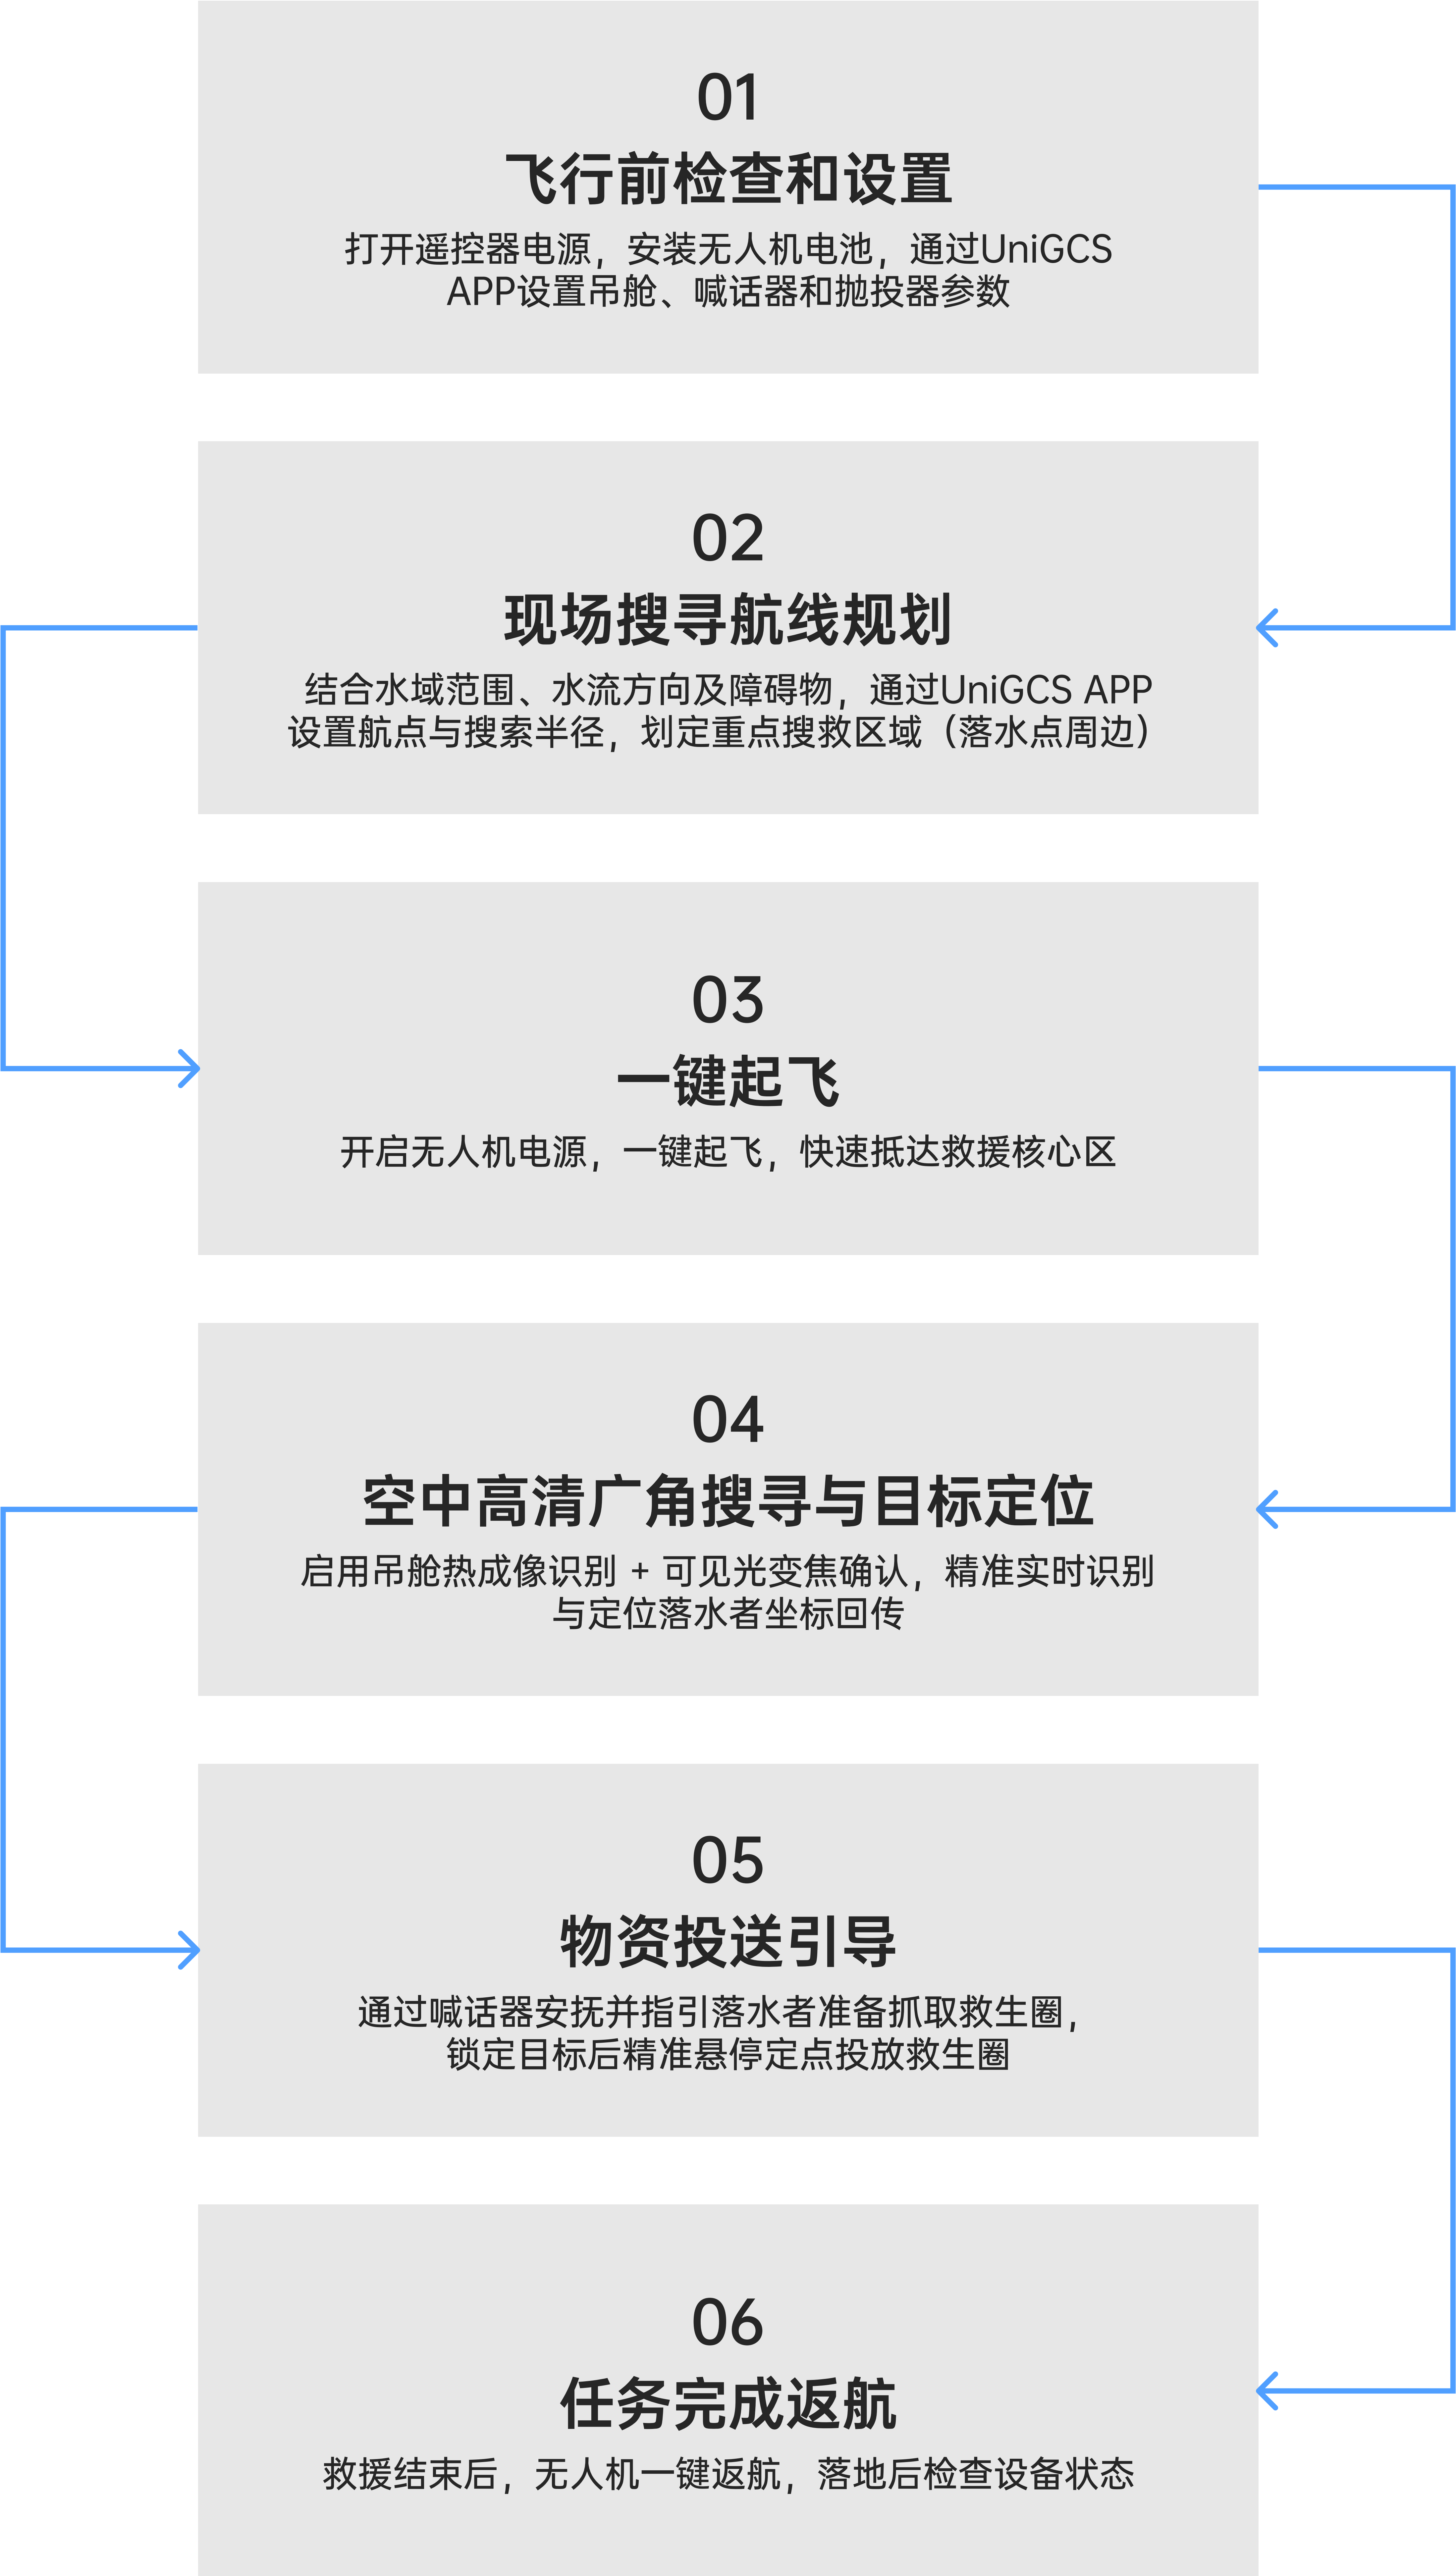 01
飞行前检查和设置
打开遥控器电源，安装无人机电池，通过UniGCS
APP设置吊舱、喊话器和抛投器参数
02
现场搜寻航线规划
结合水域范围、水流方向及障碍物，通过UniGCS APP
设置航点与搜索半径，划定重点搜救区域（落水点周边）
03
一键起飞
开启无人机电源，一键起飞，快速抵达救援核心区
04
空中高清广角搜寻与目标定位
启用吊舱热成像识别 + 可见光变焦确认，精准实时识别
与定位落水者坐标回传
05
物资投送引导
通过喊话器安抚并指引落水者准备抓取救生圈，
锁定目标后精准悬停定点投放救生圈
06
任务完成返航
救援结束后，无人机一键返航，落地后检查设备状态